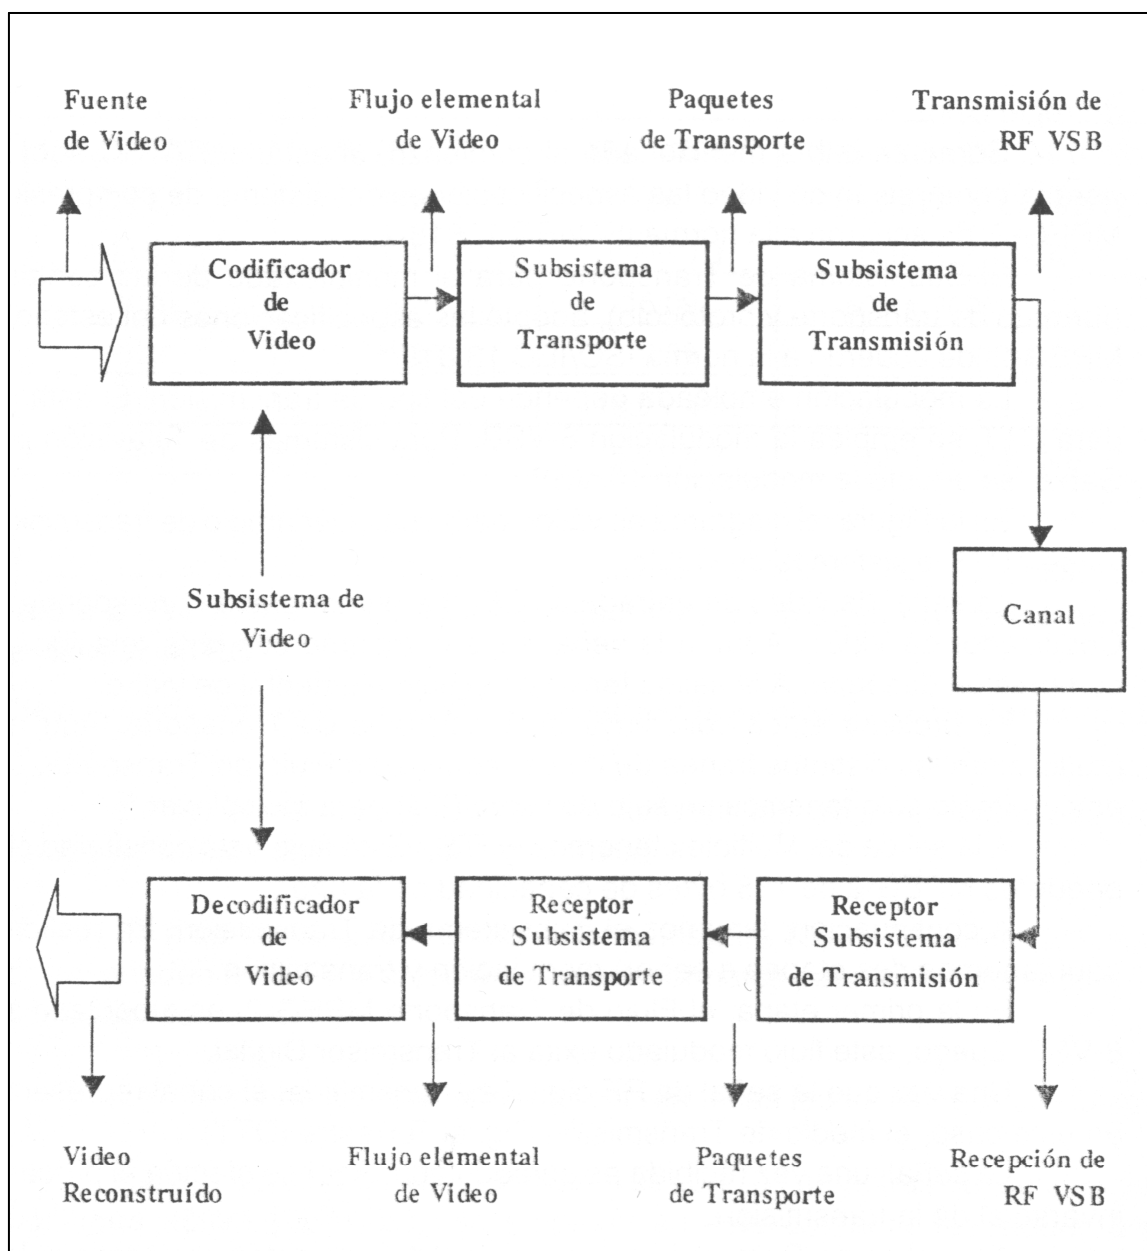 Fuente
de Video
Flujo elemental
de Video
Paquetes
de Transporte
Transmisión de
RF VSB
Codificador
de
Video
Subsistema
de
Transporte
Subsistema
de
Transmisión
Subsistema de
Video
Canal
Decodificador
de
Video
Receptor
Subsistema
de Transporte
Receptor
Subsistema
de Transmisión
Video
Reconstruído
Flujo elemental
de Video
Paquetes
de Transporte
Recepción de
RF VSB